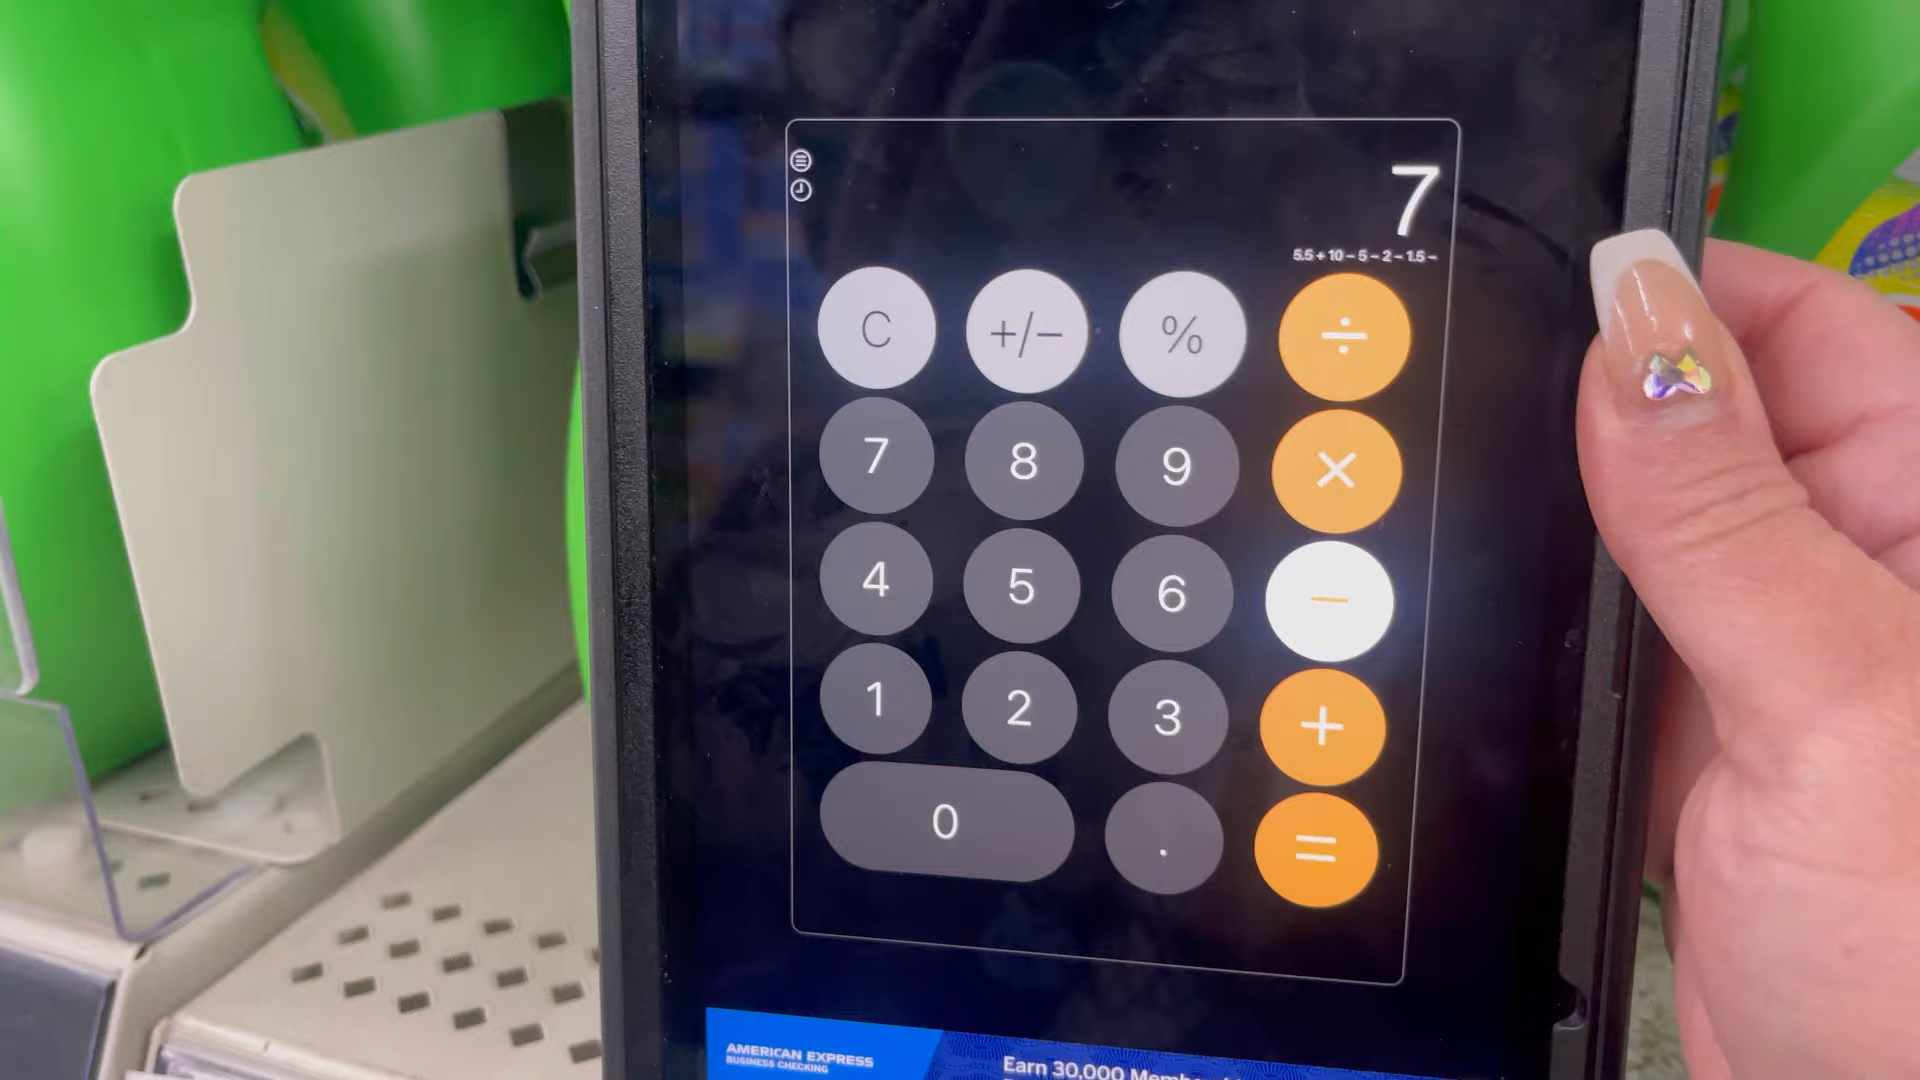 7
5.5 + 10 – 5 – 2 – 1.5 –
C +/− % ÷
7 8 9 ×
4 5 6 −
1 2 3 +
0 . =
AMERICAN EXPRESS
BUSINESS CHECKING
Earn 30,000